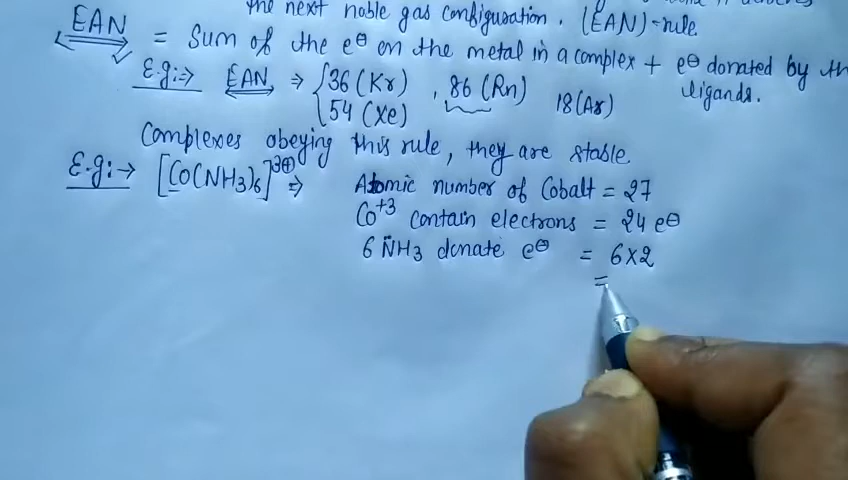 the next noble gas configuration. (EAN)-rule.
EAN = Sum of the e⊖ on the metal in a complex + e⊖ donated by the ligands.
E.g:→ EAN ⇒ {36 (Kr), 86 (Rn) 18 (Ar)
54 (Xe)
Complexes obeying this rule, they are stable.
E.g:→ [Co(NH3)6]3⊕ ⇒ Atomic number of Cobalt = 27
Co+3 contain electrons = 24 e⊖
6 N̈H3 donate e⊖ = 6×2
=